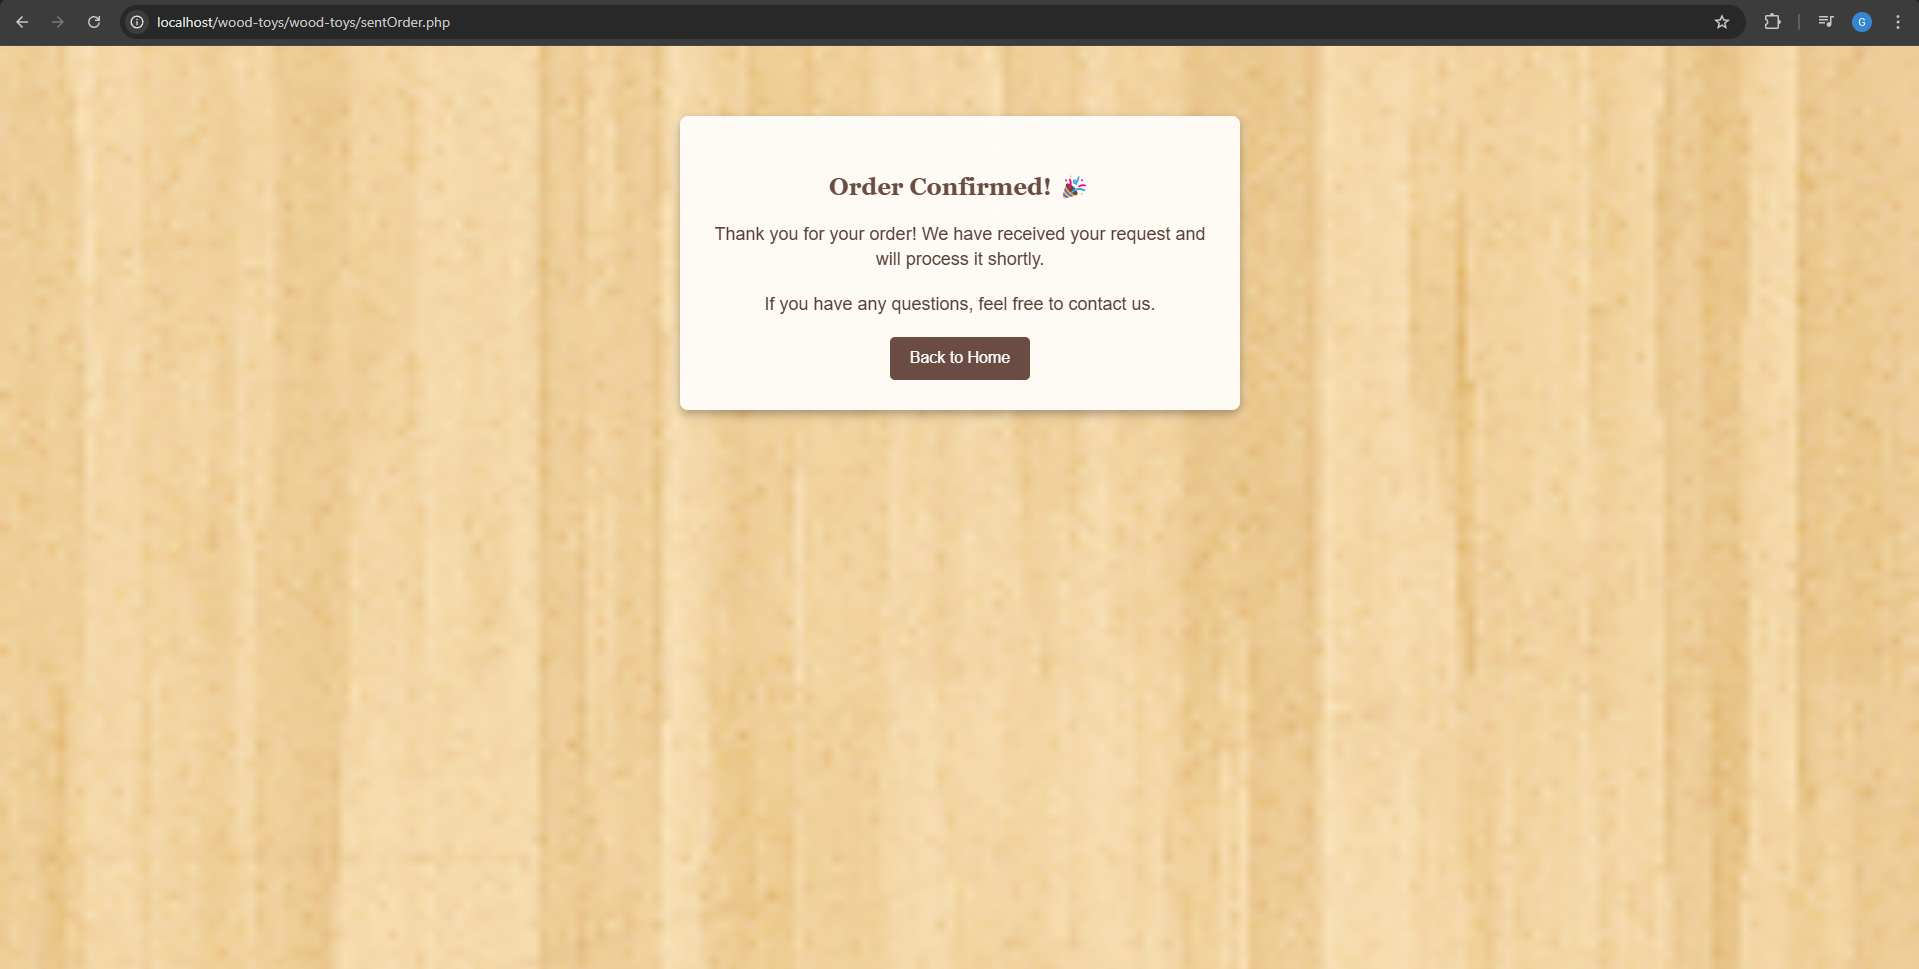 localhost/wood-toys/wood-toys/sentOrder.php
G
Order Confirmed! 🎉
Thank you for your order! We have received your request and
will process it shortly.
If you have any questions, feel free to contact us.
Back to Home